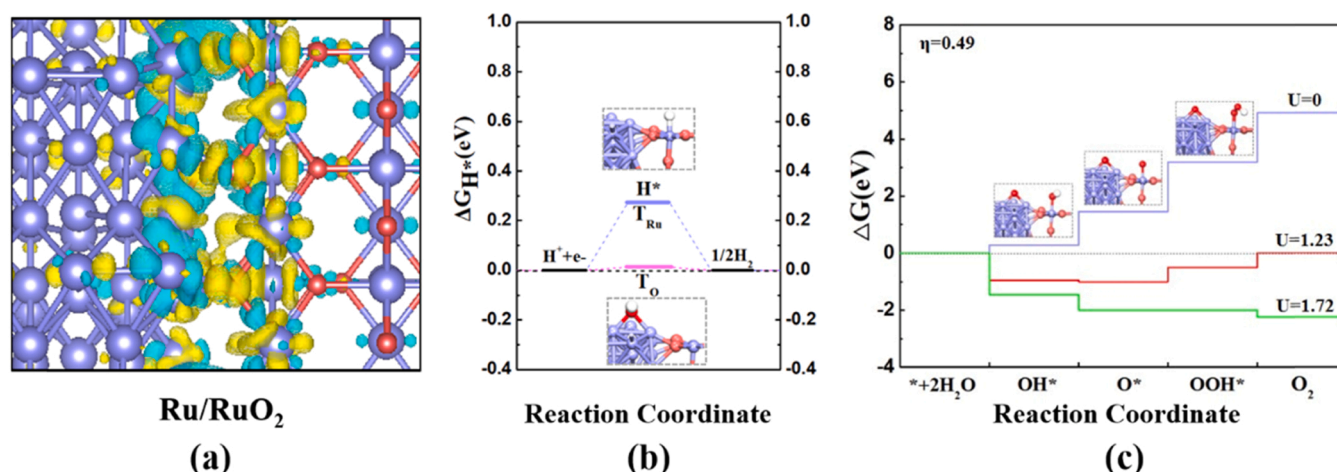 Ru/RuO₂
(a)
ΔG_H*(eV)
1.0
0.8
0.6
0.4
0.2
0.0
-0.2
-0.4
H*
T_Ru
H⁺+e-
1/2H₂
T_O
1.0
0.8
0.6
0.4
0.2
0.0
-0.2
-0.4
Reaction Coordinate
(b)
ΔG(eV)
8
6
4
2
0
-2
-4
η=0.49
U=0
U=1.23
U=1.72
*+2H₂O OH* O* OOH* O₂
Reaction Coordinate
(c)